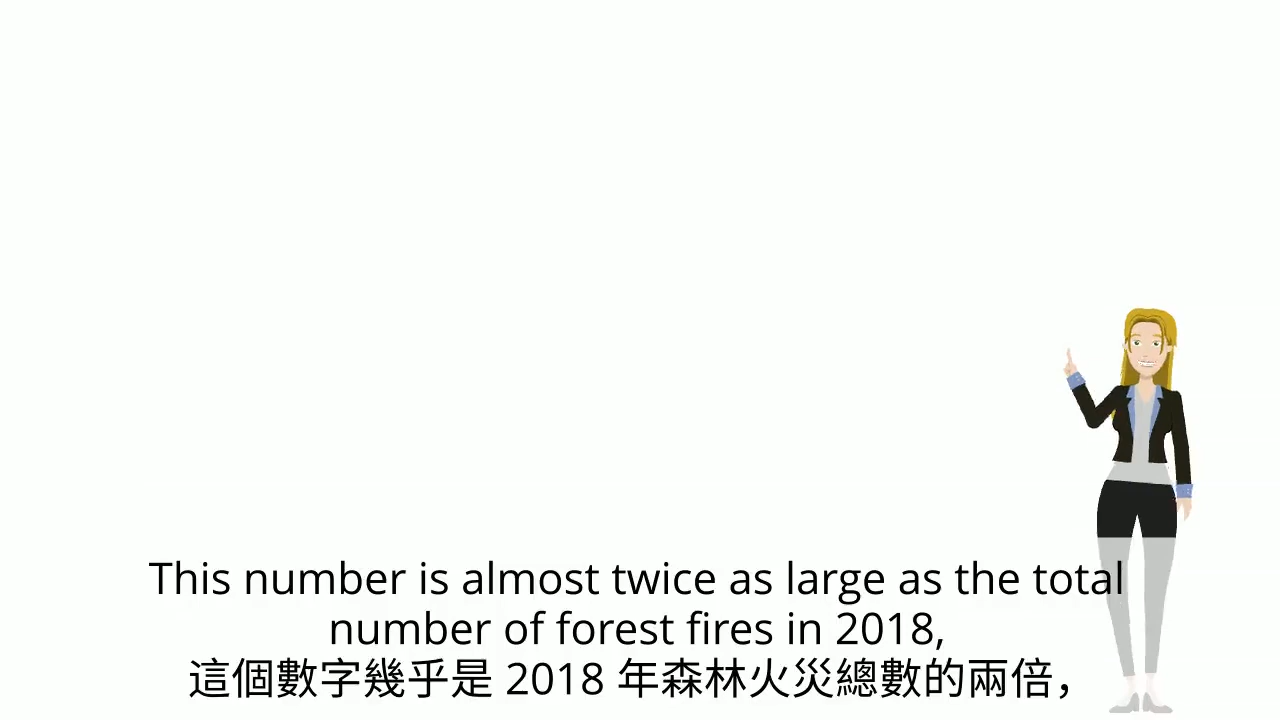 This number is almost twice as large as the total
number of forest fires in 2018,
這個數字幾乎是 2018 年森林火災總數的兩倍，